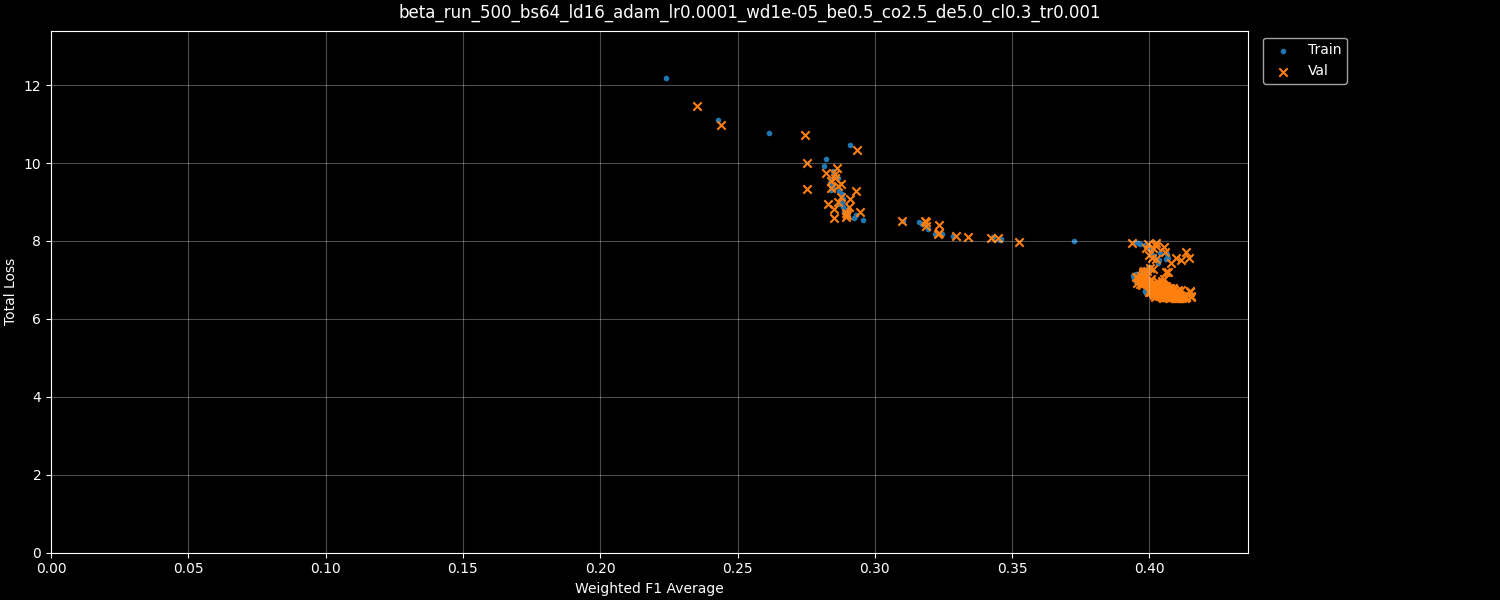 beta_run_500_bs64_ld16_adam_lr0.0001_wd1e-05_be0.5_co2.5_de5.0_cl0.3_tr0.001
Train
Val
Total Loss
12
10
8
6
4
2
0
0.00 0.05 0.10 0.15 0.20 0.25 0.30 0.35 0.40
Weighted F1 Average